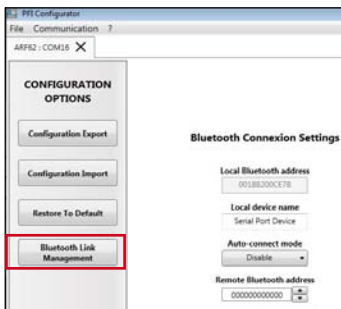 PFI Configurator
File Communication ?
ARF62 : COM16 X
CONFIGURATION
OPTIONS
Configuration Export
Configuration Import
Restore To Default
Bluetooth Link
Management
Bluetooth Connexion Settings
Local Bluetooth address
00188200CE7B
Local device name
Serial Port Device
Auto-connect mode
Disable
Remote Bluetooth address
000000000000